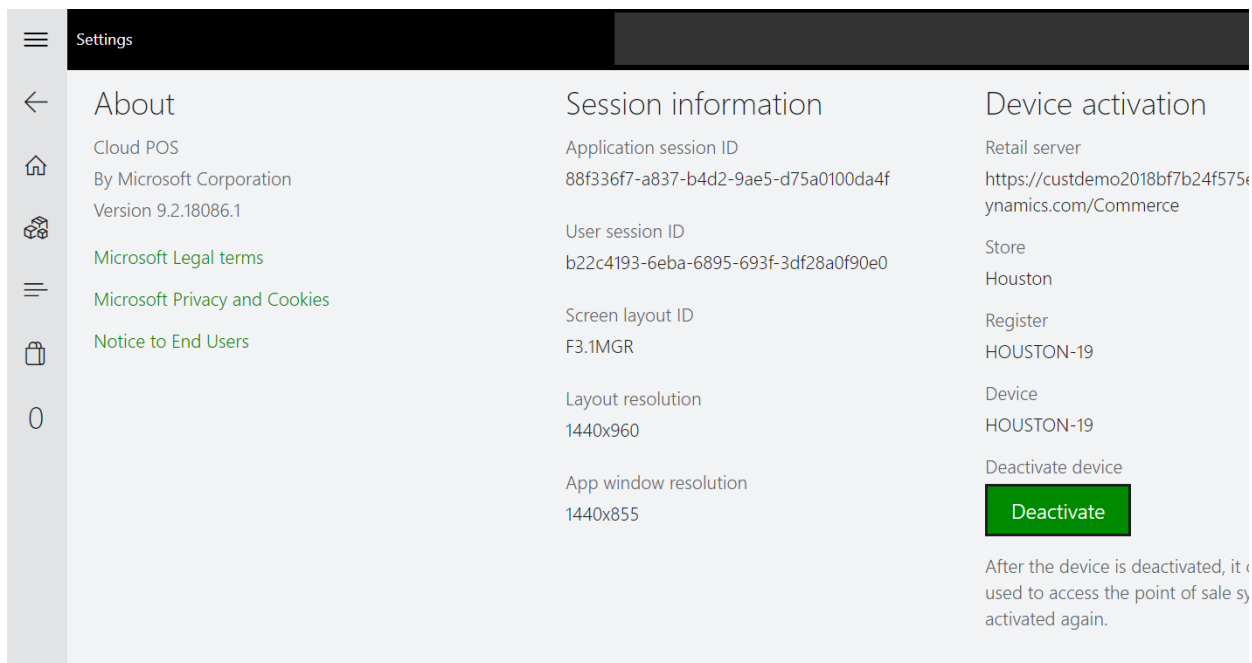 Settings
About
Cloud POS
By Microsoft Corporation
Version 9.2.18086.1
Microsoft Legal terms
Microsoft Privacy and Cookies
Notice to End Users
0
Session information
Application session ID
88f336f7-a837-b4d2-9ae5-d75a0100da4f
User session ID
b22c4193-6eba-6895-693f-3df28a0f90e0
Screen layout ID
F3.1MGR
Layout resolution
1440x960
App window resolution
1440x855
Device activation
Retail server
https://custdemo2018bf7b24f575e
ynamics.com/Commerce
Store
Houston
Register
HOUSTON-19
Device
HOUSTON-19
Deactivate device
Deactivate
After the device is deactivated, it
used to access the point of sale
activated again.